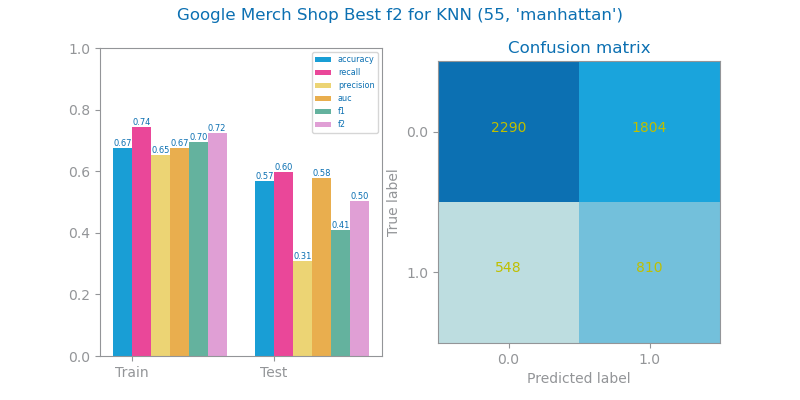 Google Merch Shop Best f2 for KNN (55, 'manhattan')
1.0
0.8
0.6
0.4
0.2
0.0
accuracy
recall
precision
auc
f1
f2
0.67
0.74
0.65
0.67
0.70
0.72
0.57
0.60
0.31
0.58
0.41
0.50
Train
Test
Confusion matrix
True label
0.0
1.0
2290
1804
548
810
0.0
1.0
Predicted label